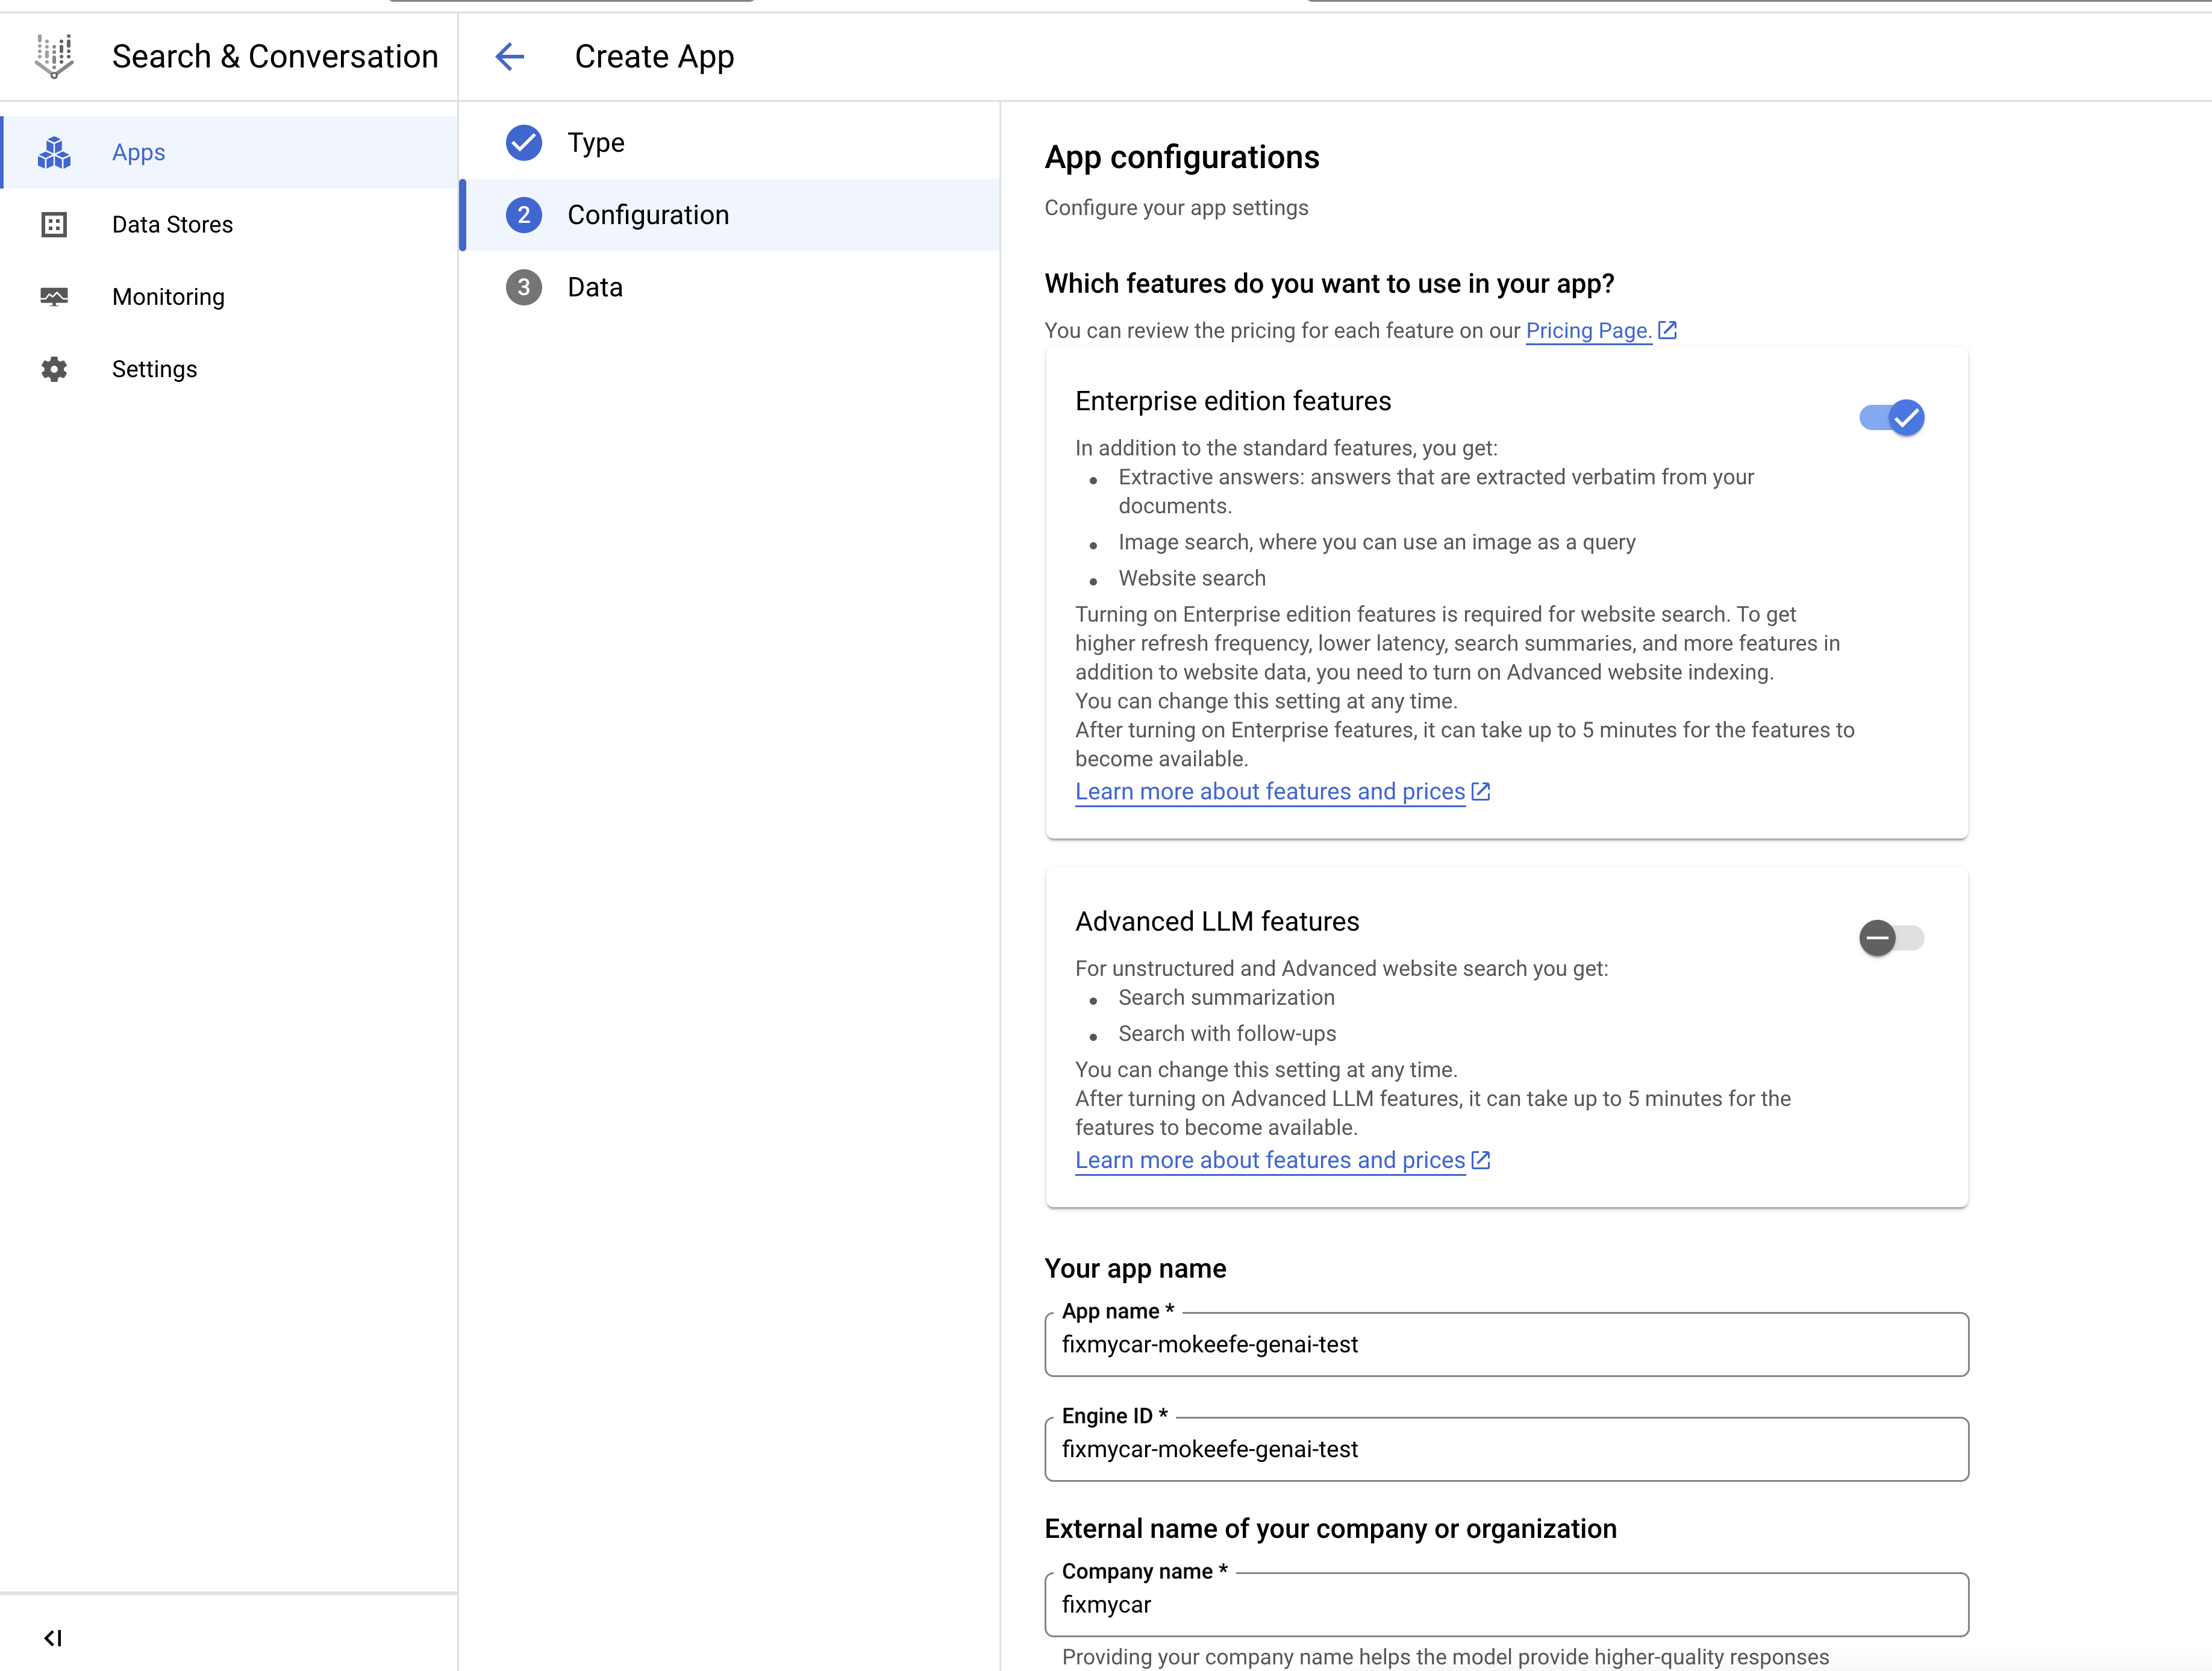 Search & Conversation
Create App
Apps
Data Stores
Monitoring
Settings
Type
2
Configuration
3
Data
App configurations
Configure your app settings
Which features do you want to use in your app?
You can review the pricing for each feature on our Pricing Page.
Enterprise edition features
In addition to the standard features, you get:
• Extractive answers: answers that are extracted verbatim from your
documents.
• Image search, where you can use an image as a query
• Website search
Turning on Enterprise edition features is required for website search. To get
higher refresh frequency, lower latency, search summaries, and more features in
addition to website data, you need to turn on Advanced website indexing.
You can change this setting at any time.
After turning on Enterprise features, it can take up to 5 minutes for the features to
become available.
Learn more about features and prices
Advanced LLM features
For unstructured and Advanced website search you get:
• Search summarization
• Search with follow-ups
You can change this setting at any time.
After turning on Advanced LLM features, it can take up to 5 minutes for the
features to become available.
Learn more about features and prices
Your app name
App name *
fixmycar-mokeefe-genai-test
Engine ID *
fixmycar-mokeefe-genai-test
External name of your company or organization
Company name *
fixmycar
Providing your company name helps the model provide higher-quality responses